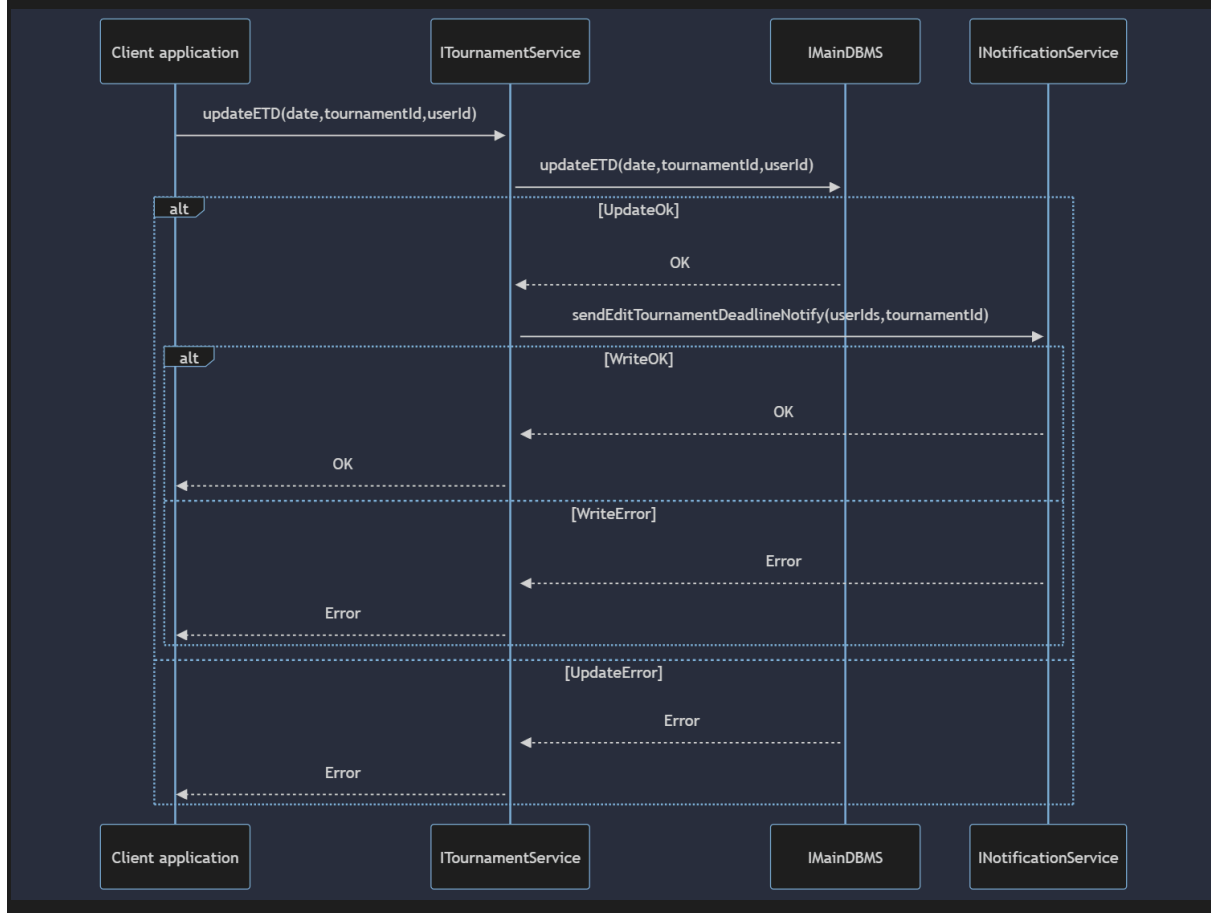 Client application
ITournamentService
IMainDBMS
INotificationService
updateETD(date,tournamentId,userId)
updateETD(date,tournamentId,userId)
alt
[UpdateOk]
OK
sendEditTournamentDeadlineNotify(userIds,tournamentId)
alt
[WriteOK]
OK
OK
[WriteError]
Error
Error
[UpdateError]
Error
Error
Client application
ITournamentService
IMainDBMS
INotificationService